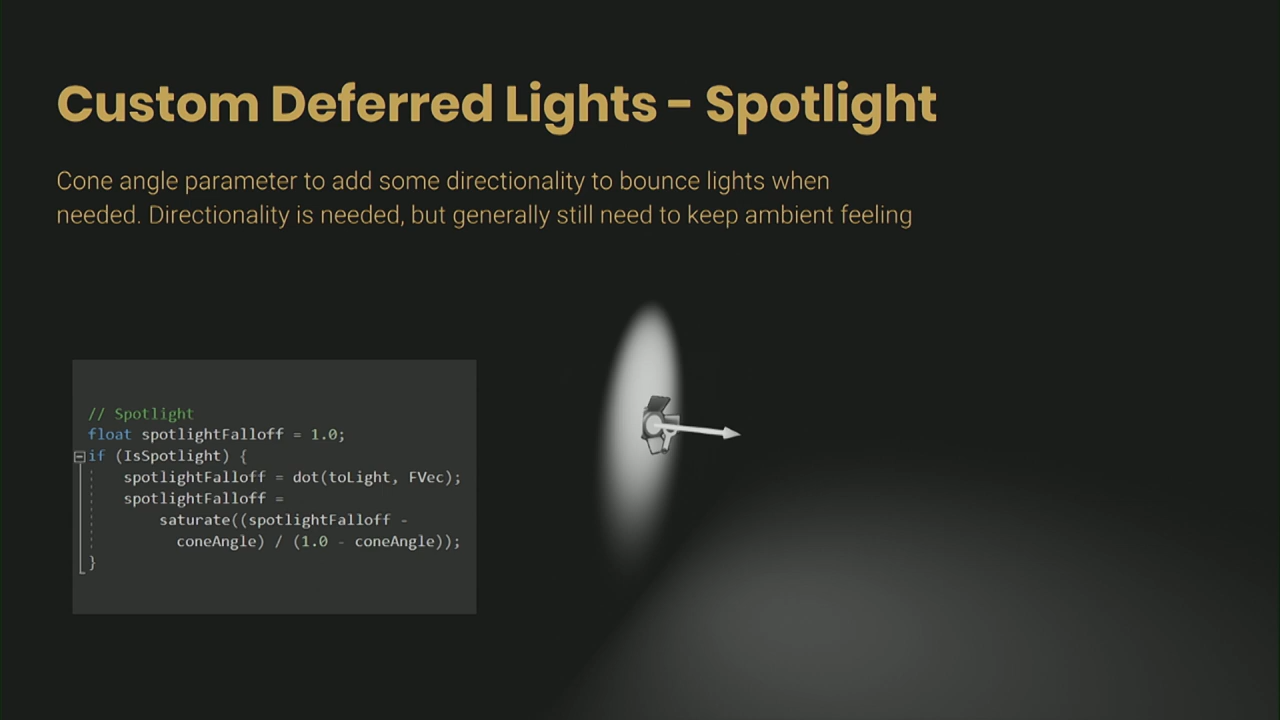 Custom Deferred Lights - Spotlight
Cone angle parameter to add some directionality to bounce lights when
needed. Directionality is needed, but generally still need to keep ambient feeling
// Spotlight
float spotlightFalloff = 1.0;
if (IsSpotlight) {
spotlightFalloff = dot(toLight, FVec);
spotlightFalloff =
saturate((spotlightFalloff -
coneAngle) / (1.0 - coneAngle));
}